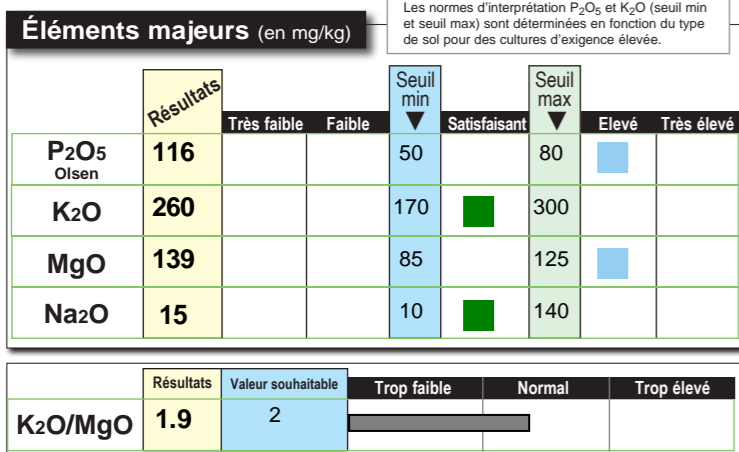 Les normes d'interprétation P2O5 et K2O (seuil min
et seuil max) sont déterminées en fonction du type
de sol pour des cultures d'exigence élevée.
Éléments majeurs (en mg/kg)
Résultats Très faible Faible Seuil min ▼ Satisfaisant Seuil max ▼ Elevé Très élevé
P2O5 Olsen 116 50 80
K2O 260 170 300
MgO 139 85 125
Na2O 15 10 140
Résultats Valeur souhaitable Trop faible Normal Trop élevé
K2O/MgO 1.9 2